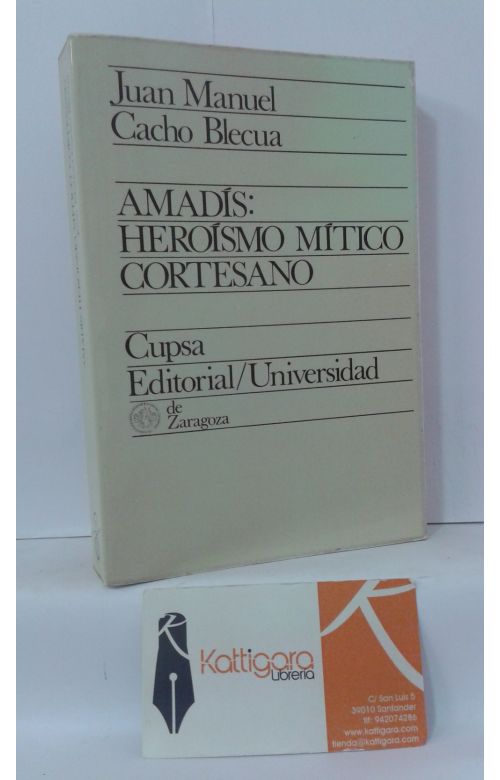 Juan Manuel
Cacho Blecua
AMADÍS:
HEROÍSMO MÍTICO
CORTESANO
Cupsa
Editorial/Universidad
de
Zaragoza
Kattigara
Librería
C/ San Luis 5
39010 Santander
tlf: 942074286
www.kattigara.com
tienda@kattigara.com